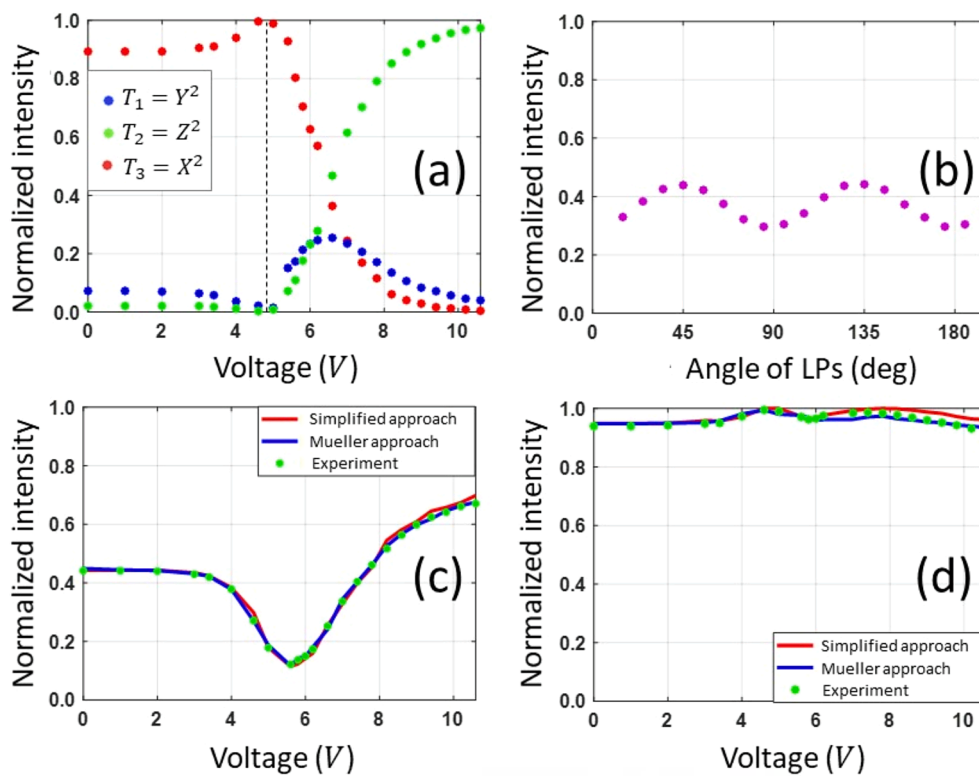 Normalized intensity
1.0
0.8
0.6
0.4
0.2
0.0
T₁ = Y²
T₂ = Z²
T₃ = X²
(a)
0 2 4 6 8 10
Voltage (V)
Normalized intensity
1.0
0.8
0.6
0.4
0.2
0.0
(b)
0 45 90 135 180
Angle of LPs (deg)
Normalized intensity
1.0
0.8
0.6
0.4
0.2
0.0
Simplified approach
Mueller approach
Experiment
(c)
0 2 4 6 8 10
Voltage (V)
Normalized intensity
1.0
0.8
0.6
0.4
0.2
0.0
(d)
Simplified approach
Mueller approach
Experiment
0 2 4 6 8 10
Voltage (V)